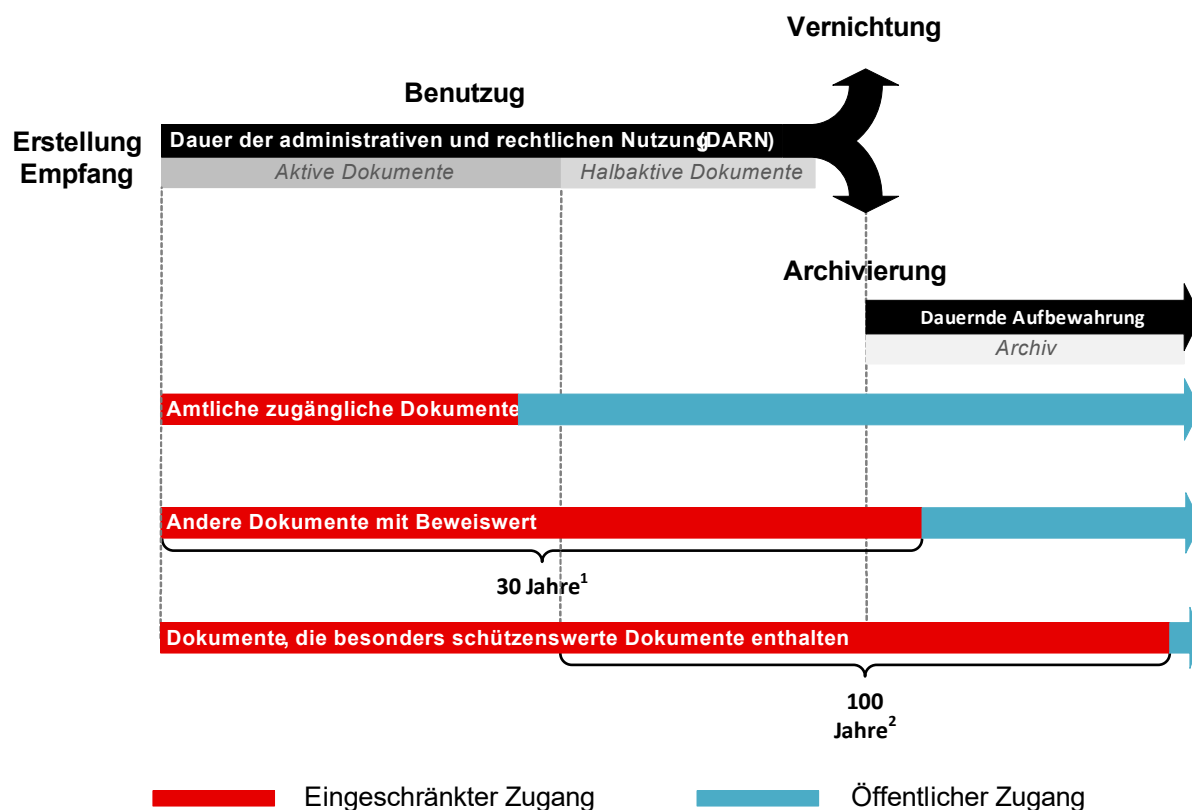 Vernichtung
Benutzug
Erstellung
Empfang
Dauer der administrativen und rechtlichen Nutzung(DARN)
Aktive Dokumente
Halbaktive Dokumente
Archivierung
Dauernde Aufbewahrung
Archiv
Amtliche zugängliche Dokumente
Andere Dokumente mit Beweiswert
30 Jahre¹
Dokumente, die besonders schützenswerte Dokumente enthalten
100
Jahre²
Eingeschränkter Zugang
Öffentlicher Zugang